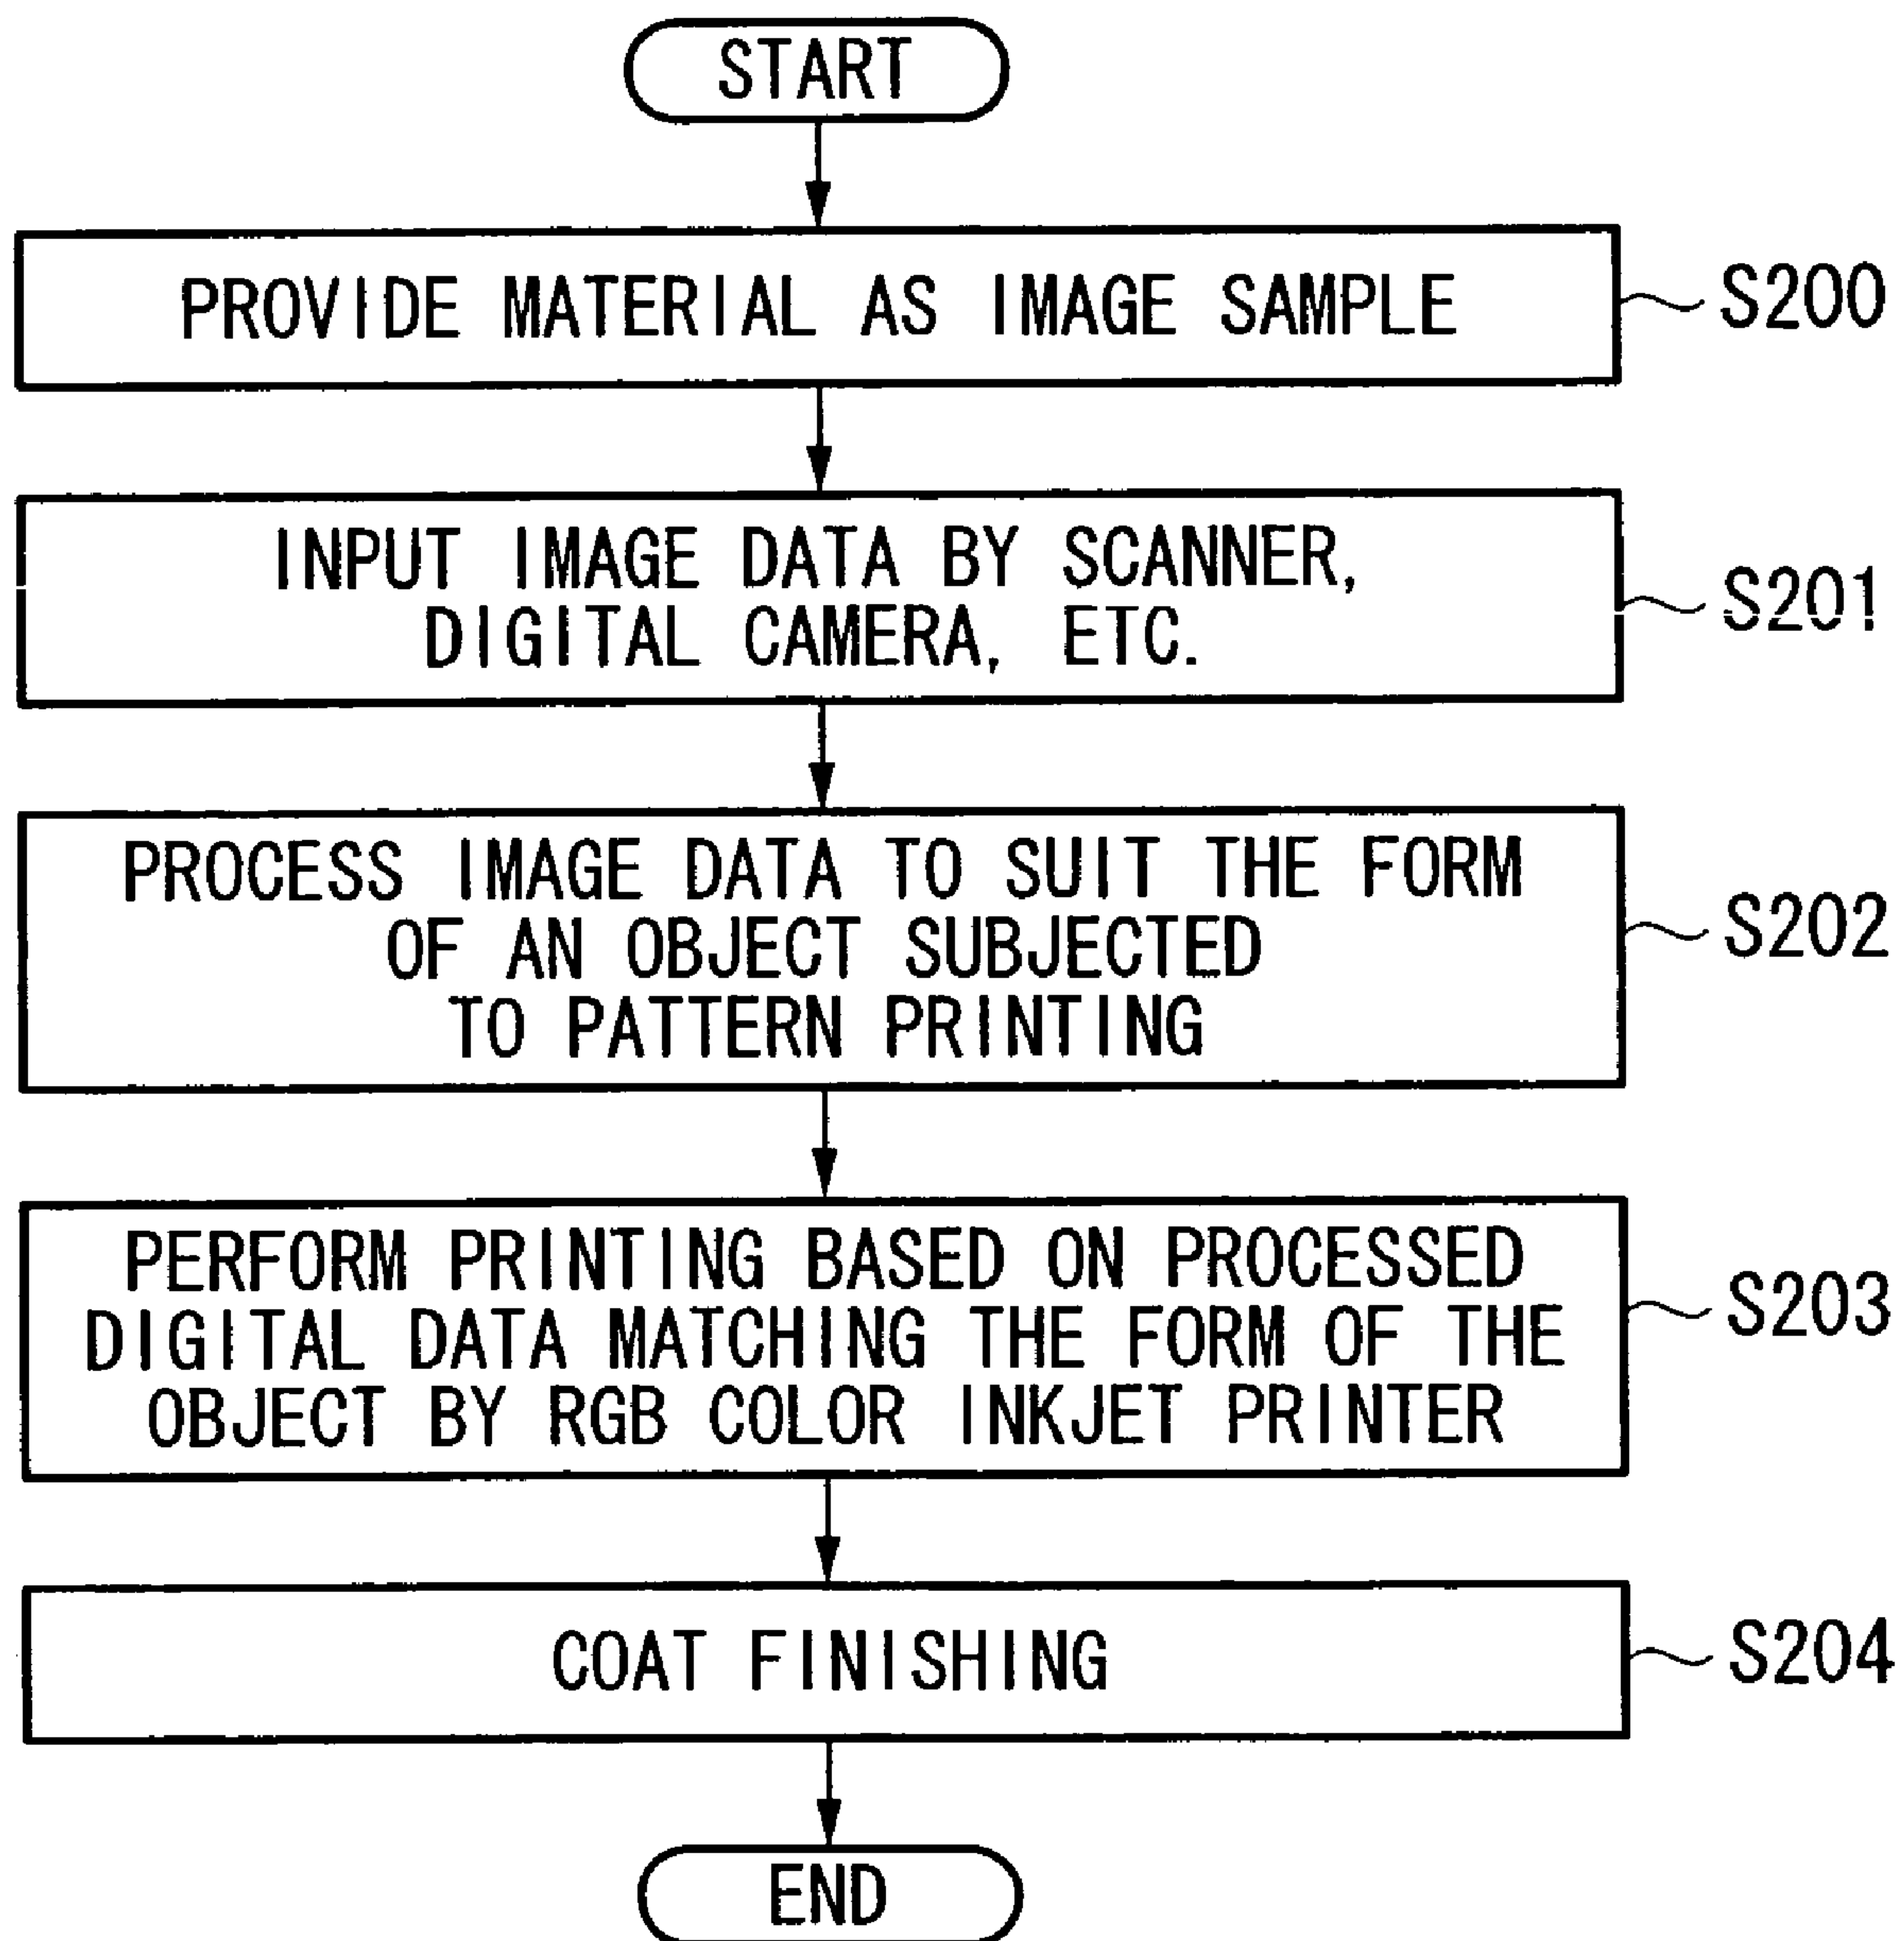 START
PROVIDE MATERIAL AS IMAGE SAMPLE
S200
INPUT IMAGE DATA BY SCANNER,
DIGITAL CAMERA, ETC.
S201
PROCESS IMAGE DATA TO SUIT THE FORM
OF AN OBJECT SUBJECTED
TO PATTERN PRINTING
S202
PERFORM PRINTING BASED ON PROCESSED
DIGITAL DATA MATCHING THE FORM OF THE
OBJECT BY RGB COLOR INKJET PRINTER
S203
COAT FINISHING
S204
END